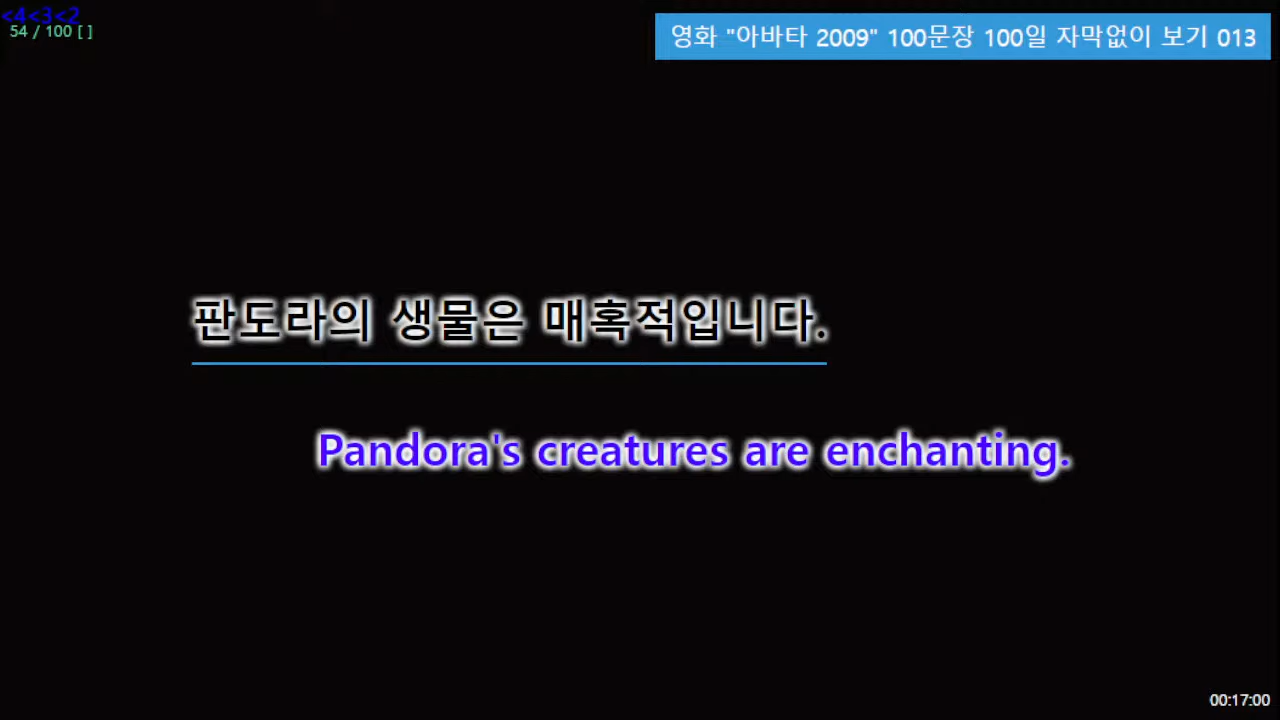 <4<3<2
54 / 100 [ ]
영화 "아바타 2009" 100문장 100일 자막없이 보기 013
판도라의 생물은 매혹적입니다.
Pandora's creatures are enchanting.
00:17:00